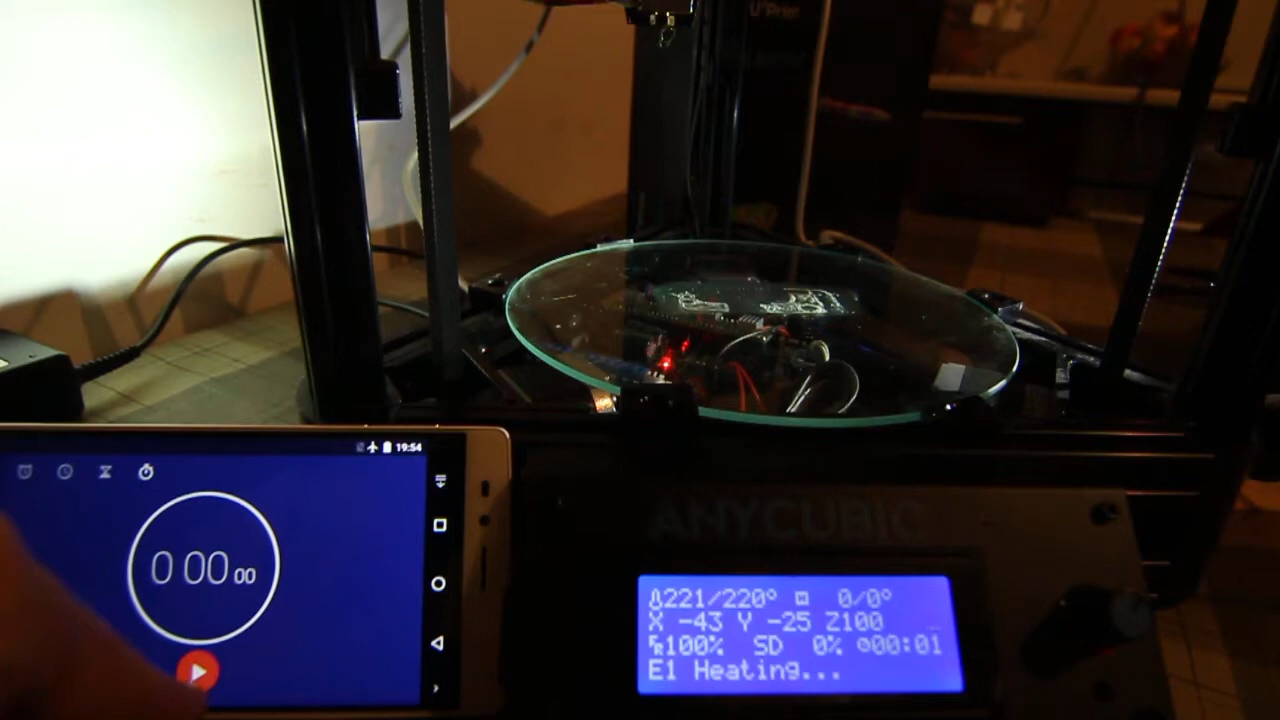 19:54
0 00 00
ANYCUBIC
221/220° 0/0°
X -43 Y -25 Z100
100% SD 0% 00:01
E1 Heating...